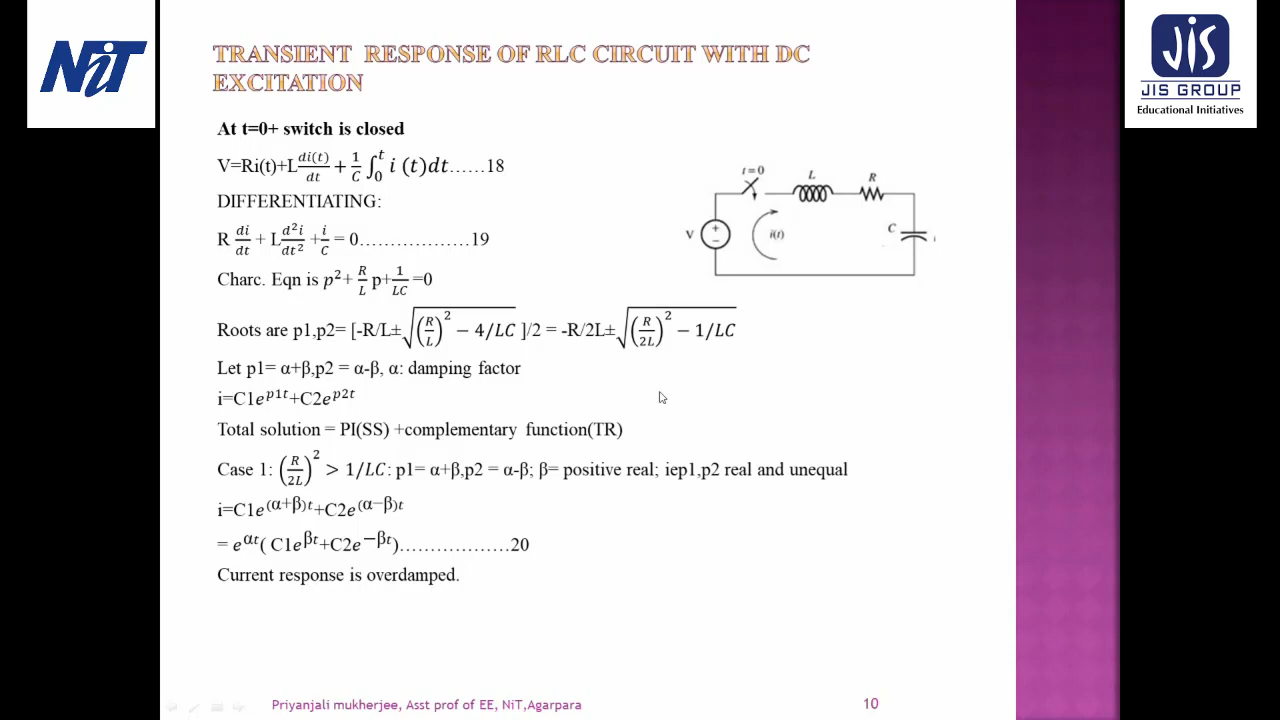 NiT
JIS
JIS GROUP
Educational Initiatives
TRANSIENT RESPONSE OF RLC CIRCUIT WITH DC
EXCITATION
At t=0+ switch is closed
V=Ri(t)+L di(t)/dt + 1/C ∫₀ᵗ i (t)dt……18
DIFFERENTIATING:
R di/dt + L d²i/dt² + i/C = 0………………19
Charc. Eqn is p²+ R/L p+ 1/LC =0
Roots are p1,p2= [-R/L±√((R/L)² − 4/LC) ]/2 = -R/2L±√((R/2L)² − 1/LC)
Let p1= α+β,p2 = α-β, α: damping factor
i=C1e^p1t+C2e^p2t
Total solution = PI(SS) +complementary function(TR)
Case 1: (R/2L)² > 1/LC: p1= α+β,p2 = α-β; β= positive real; iep1,p2 real and unequal
i=C1e^(α+β)t+C2e^(α−β)t
= e^αt( C1e^βt+C2e^−βt)………………20
Current response is overdamped.
t=0
L
R
V
+
−
i(t)
C
Priyanjali mukherjee, Asst prof of EE, NiT,Agarpara
10